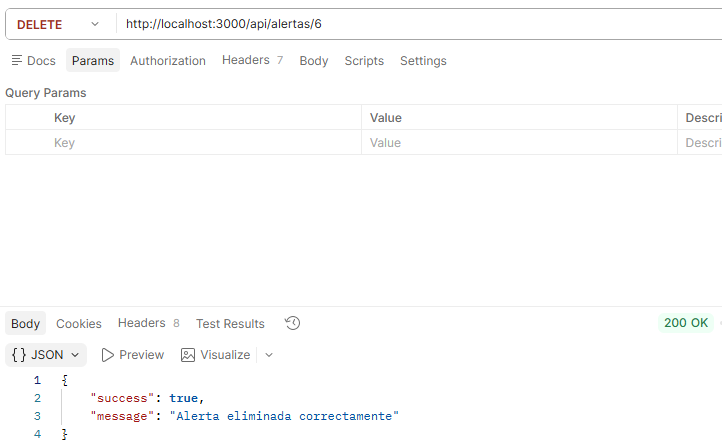 DELETE http://localhost:3000/api/alertas/6
Docs Params Authorization Headers 7 Body Scripts Settings
Query Params
Key Value Descri
Key Value Descri
Body Cookies Headers 8 Test Results 200 OK
{} JSON Preview Visualize
1 {
2 "success": true,
3 "message": "Alerta eliminada correctamente"
4 }